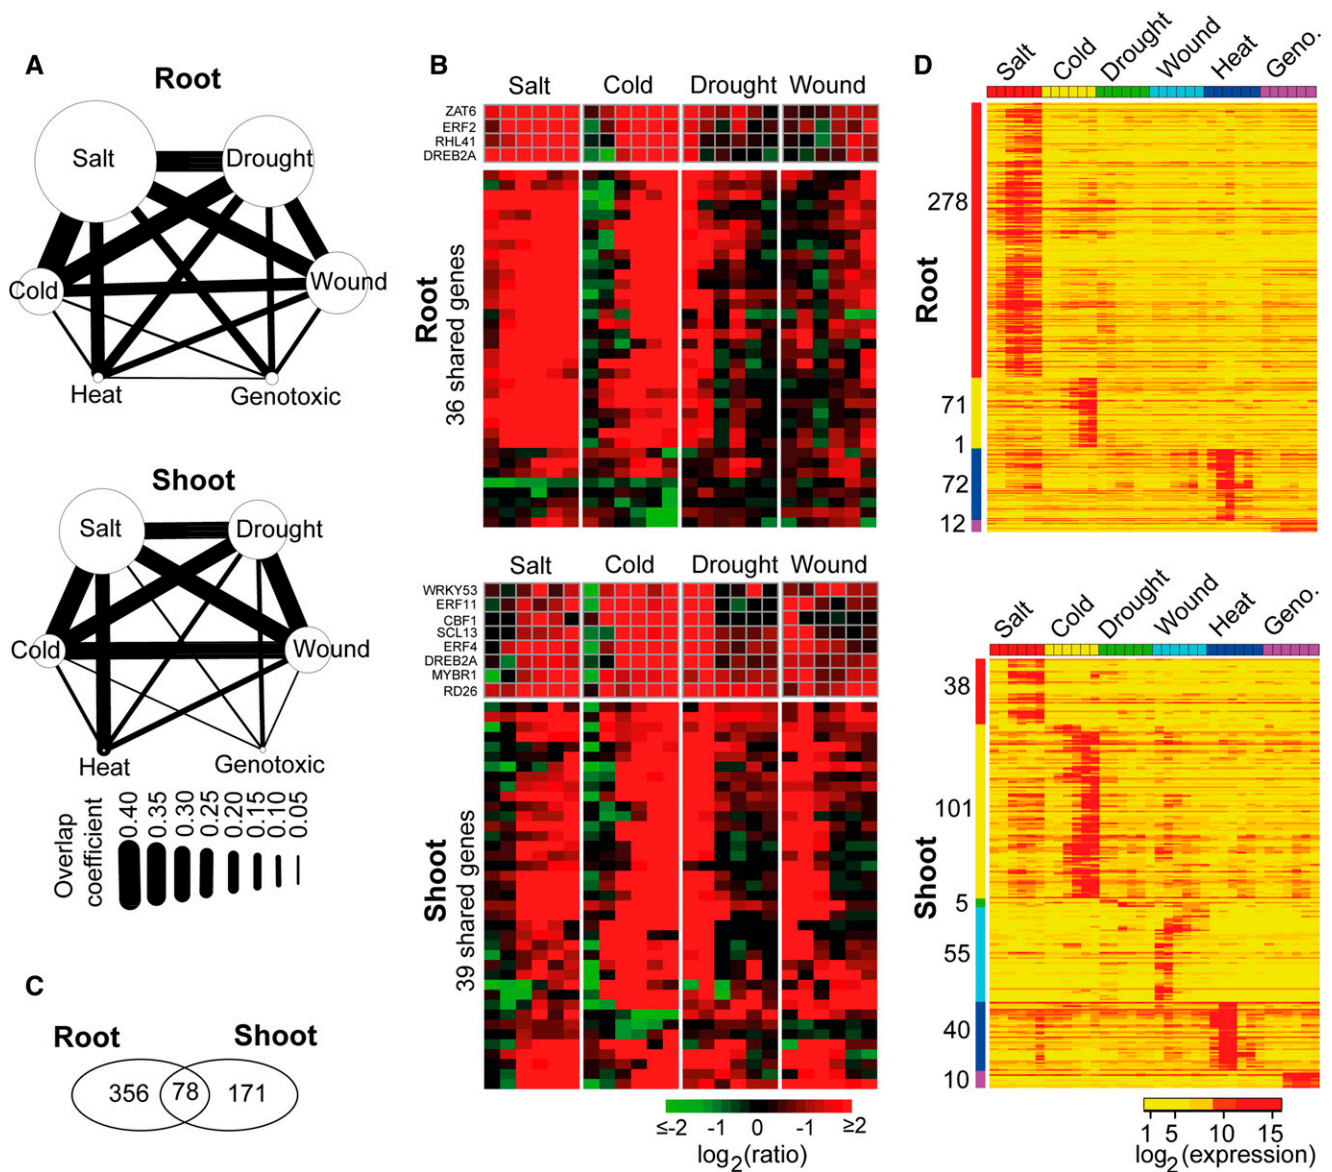 A
Root
Salt
Drought
Cold
Wound
Heat
Genotoxic
Shoot
Salt
Drought
Cold
Wound
Heat
Genotoxic
Overlap
coefficient
0.40
0.35
0.30
0.25
0.20
0.15
0.10
0.05
C
Root
Shoot
356
78
171
B
Salt
Cold
Drought
Wound
ZAT6
ERF2
RHL41
DREB2A
Root
36 shared genes
Salt
Cold
Drought
Wound
WRKY53
ERF11
CBF1
SCL13
ERF4
DREB2A
MYBR1
RD26
Shoot
39 shared genes
≤-2 -1 0 -1 ≥2
log2(ratio)
D
Salt
Cold
Drought
Wound
Heat
Geno.
Root
278
71
1
72
12
Salt
Cold
Drought
Wound
Heat
Geno.
Shoot
38
101
5
55
40
10
1 5 10 15
log2(expression)